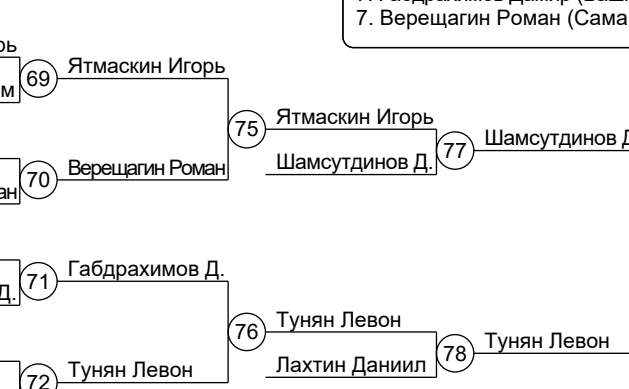 7. Верещагин Роман (Сама
69
Ятмаскин Игорь
м
75
Ятмаскин Игорь
77
Шамсутдинов Д
Шамсутдинов Д.
70
Верещагин Роман
ан
71
Габдрахимов Д.
Д.
76
Тунян Левон
78
Тунян Левон
Лахтин Даниил
72
Тунян Левон